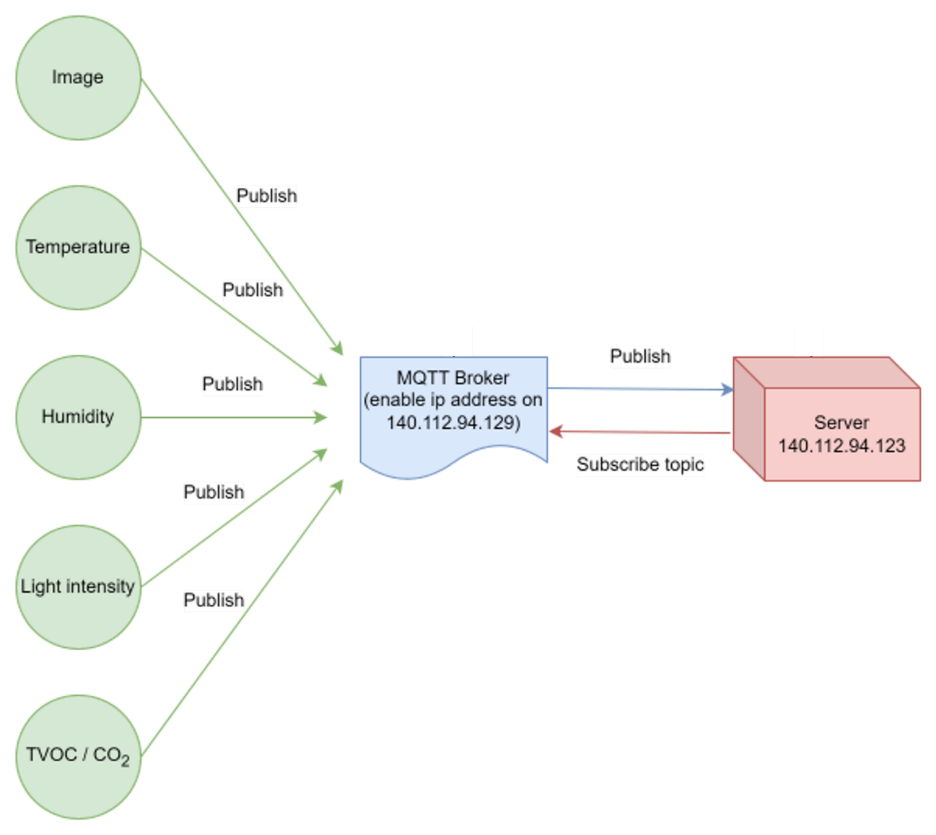 Image
Publish
Temperature
Publish
Humidity
Publish
Light intensity
Publish
TVOC / CO₂
Publish
MQTT Broker
(enable ip address on
140.112.94.129)
Publish
Subscribe topic
Server
140.112.94.123